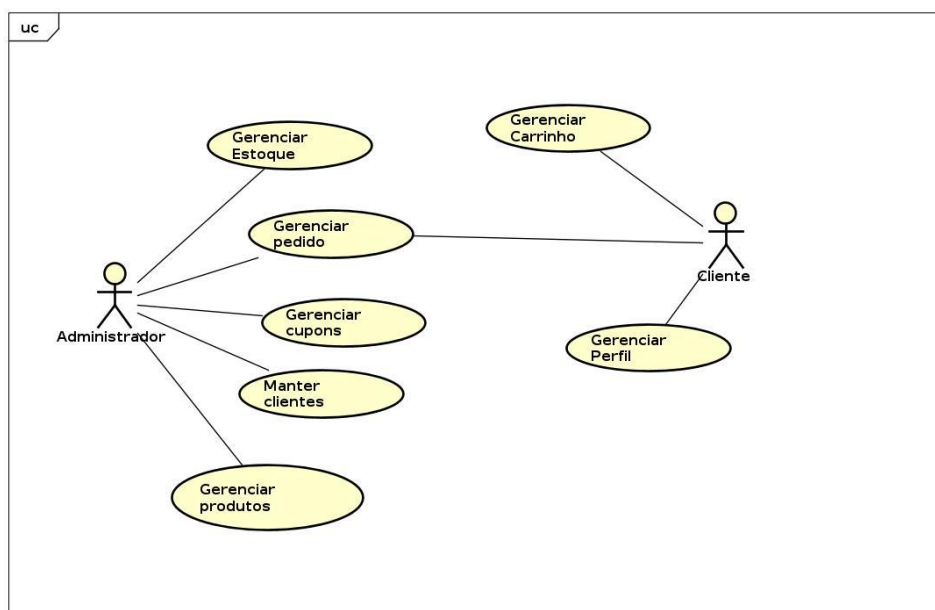 uc
Gerenciar
Estoque
Gerenciar
Carrinho
Gerenciar
pedido
Cliente
Administrador
Gerenciar
cupons
Gerenciar
Perfil
Manter
clientes
Gerenciar
produtos